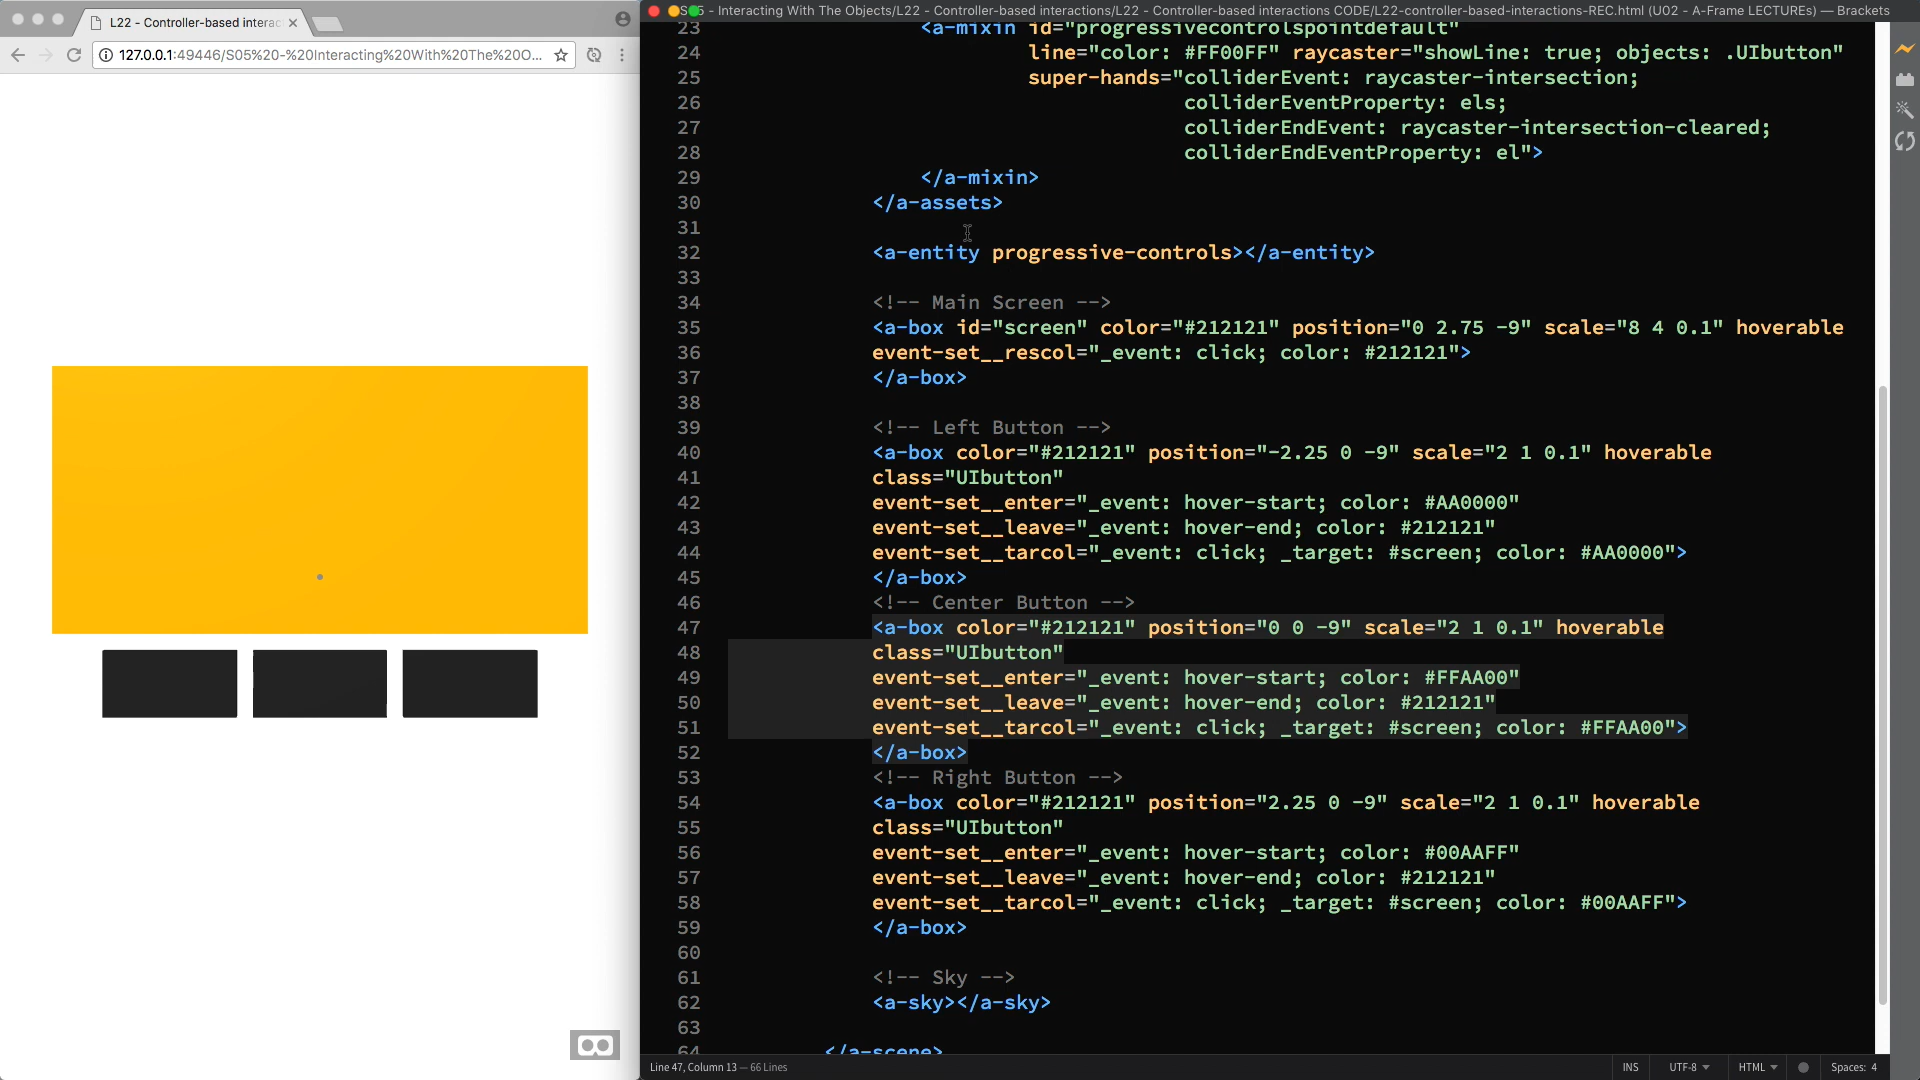 L22 - Controller-based interac
127.0.0.1:49446/S05%20-%20Interacting%20With%20The%20O...
5 - Interacting With The Objects/L22 - Controller-based interactions/L22 - Controller-based interactions CODE/L22-controller-based-interactions-REC.html (U02 - A-Frame LECTUREs) — Brackets
23 <a-mixin id="progressivecontrolspointdefault"
24 line="color: #FF00FF" raycaster="showLine: true; objects: .UIbutton"
25 super-hands="colliderEvent: raycaster-intersection;
26 colliderEventProperty: els;
27 colliderEndEvent: raycaster-intersection-cleared;
28 colliderEndEventProperty: el">
29 </a-mixin>
30 </a-assets>
31
32 <a-entity progressive-controls></a-entity>
33
34 <!-- Main Screen -->
35 <a-box id="screen" color="#212121" position="0 2.75 -9" scale="8 4 0.1" hoverable
36 event-set__rescol="_event: click; color: #212121">
37 </a-box>
38
39 <!-- Left Button -->
40 <a-box color="#212121" position="-2.25 0 -9" scale="2 1 0.1" hoverable
41 class="UIbutton"
42 event-set__enter="_event: hover-start; color: #AA0000"
43 event-set__leave="_event: hover-end; color: #212121"
44 event-set__tarcol="_event: click; _target: #screen; color: #AA0000">
45 </a-box>
46 <!-- Center Button -->
47 <a-box color="#212121" position="0 0 -9" scale="2 1 0.1" hoverable
48 class="UIbutton"
49 event-set__enter="_event: hover-start; color: #FFAA00"
50 event-set__leave="_event: hover-end; color: #212121"
51 event-set__tarcol="_event: click; _target: #screen; color: #FFAA00">
52 </a-box>
53 <!-- Right Button -->
54 <a-box color="#212121" position="2.25 0 -9" scale="2 1 0.1" hoverable
55 class="UIbutton"
56 event-set__enter="_event: hover-start; color: #00AAFF"
57 event-set__leave="_event: hover-end; color: #212121"
58 event-set__tarcol="_event: click; _target: #screen; color: #00AAFF">
59 </a-box>
60
61 <!-- Sky -->
62 <a-sky></a-sky>
63
64 </a-scene>
Line 47, Column 13 — 66 Lines
INS UTF-8 HTML Spaces: 4